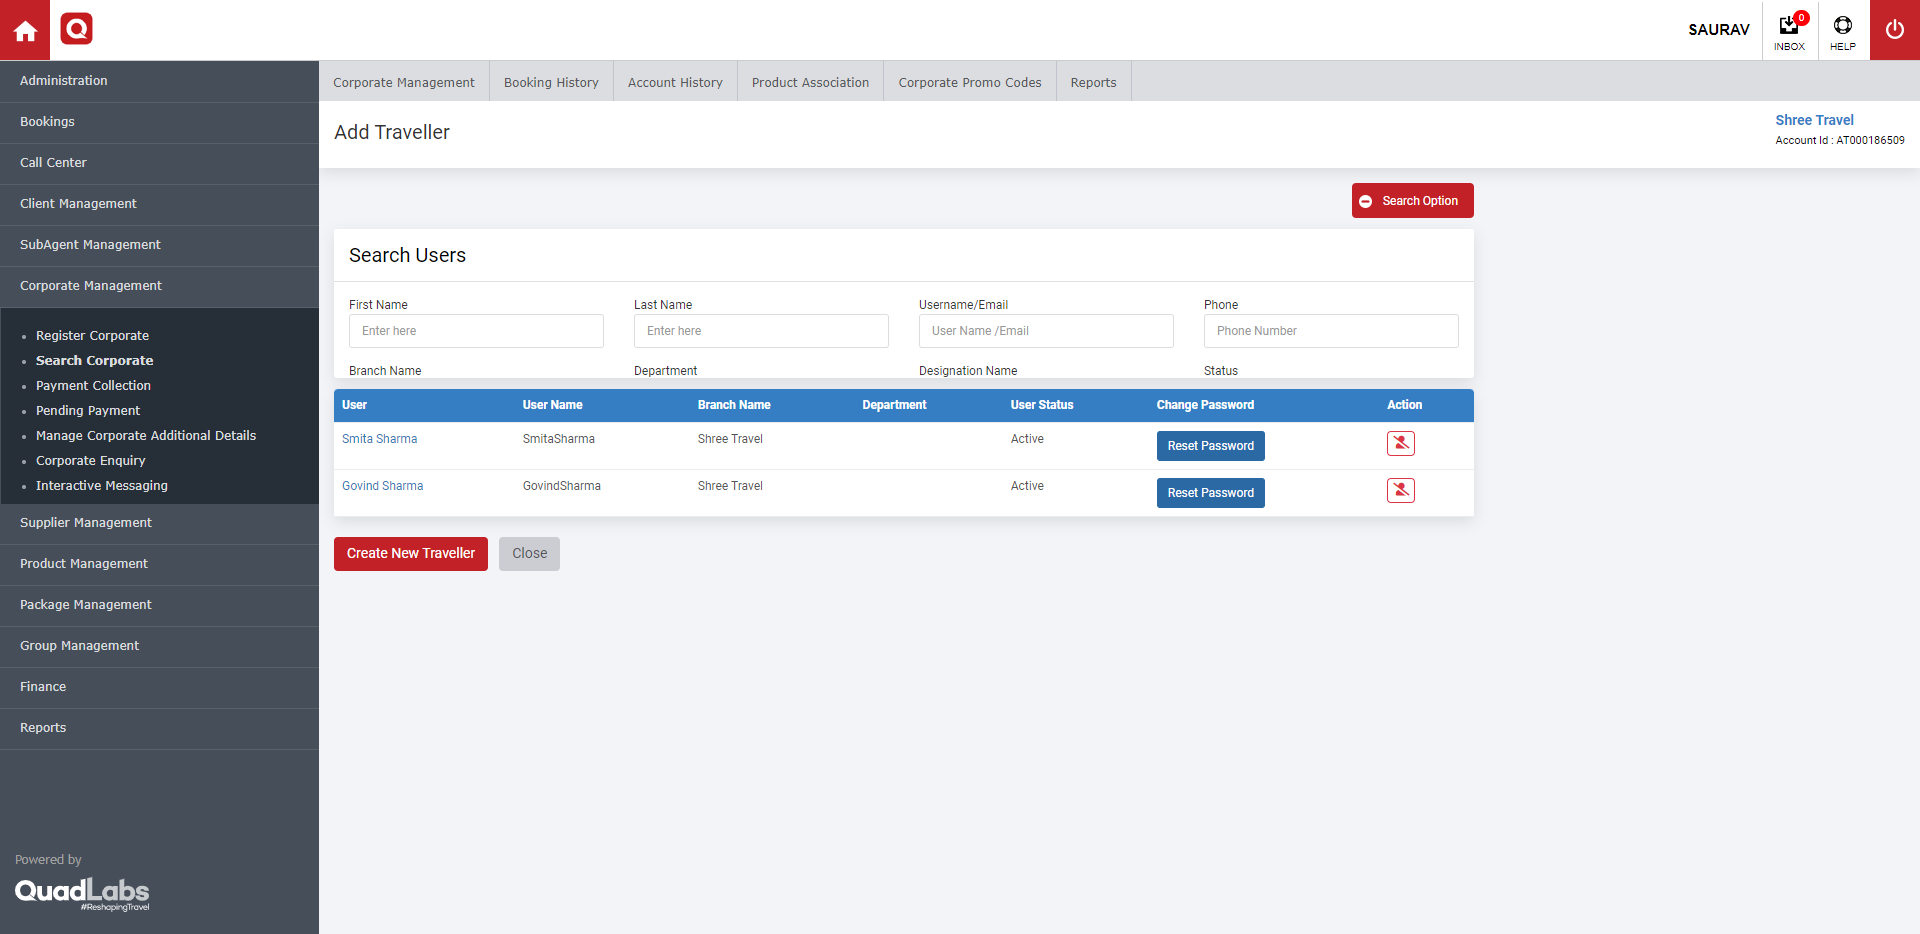 SAURAV
0
INBOX
HELP
Administration
Bookings
Call Center
Client Management
SubAgent Management
Corporate Management
Register Corporate
Search Corporate
Payment Collection
Pending Payment
Manage Corporate Additional Details
Corporate Enquiry
Interactive Messaging
Supplier Management
Product Management
Package Management
Group Management
Finance
Reports
Powered by
QuadLabs
#ReshapingTravel
Corporate Management Booking History Account History Product Association Corporate Promo Codes Reports
Add Traveller
Shree Travel
Account Id : AT000186509
Search Option
Search Users
First Name Last Name Username/Email Phone
Enter here Enter here User Name /Email Phone Number
Branch Name Department Designation Name Status
User User Name Branch Name Department User Status Change Password Action
Smita Sharma SmitaSharma Shree Travel Active Reset Password
Govind Sharma GovindSharma Shree Travel Active Reset Password
Create New Traveller Close